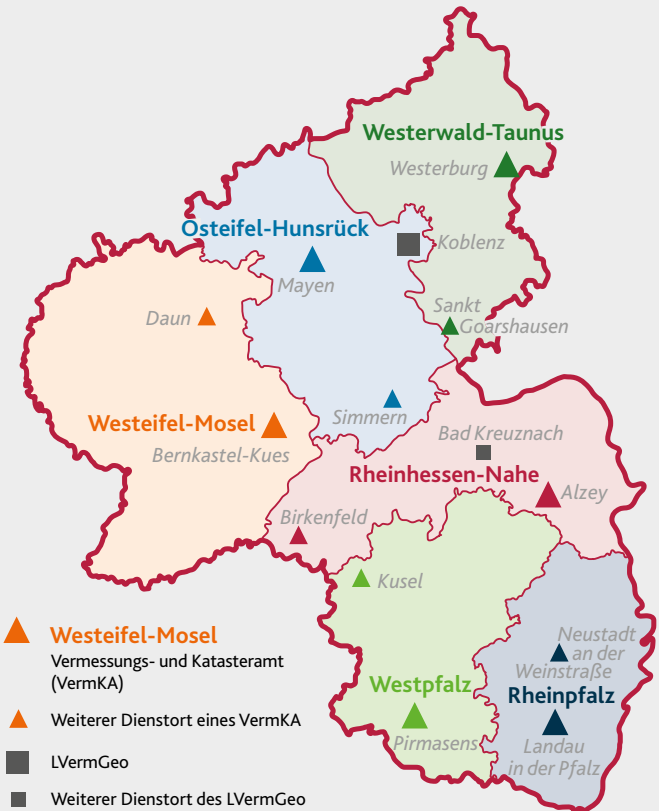 Westerwald-Taunus
Westerburg
Osteifel-Hunsrück
Koblenz
Mayen
Sankt
Goarshausen
Daun
Simmern
Westeifel-Mosel
Bernkastel-Kues
Bad Kreuznach
Rheinhessen-Nahe
Alzey
Birkenfeld
Kusel
Neustadt
an der
Weinstraße
Westpfalz
Rheinpfalz
Pirmasens
Landau
in der Pfalz
Westeifel-Mosel
Vermessungs- und Katasteramt
(VermKA)
Weiterer Dienstort eines VermKA
LVermGeo
Weiterer Dienstort des LVermGeo